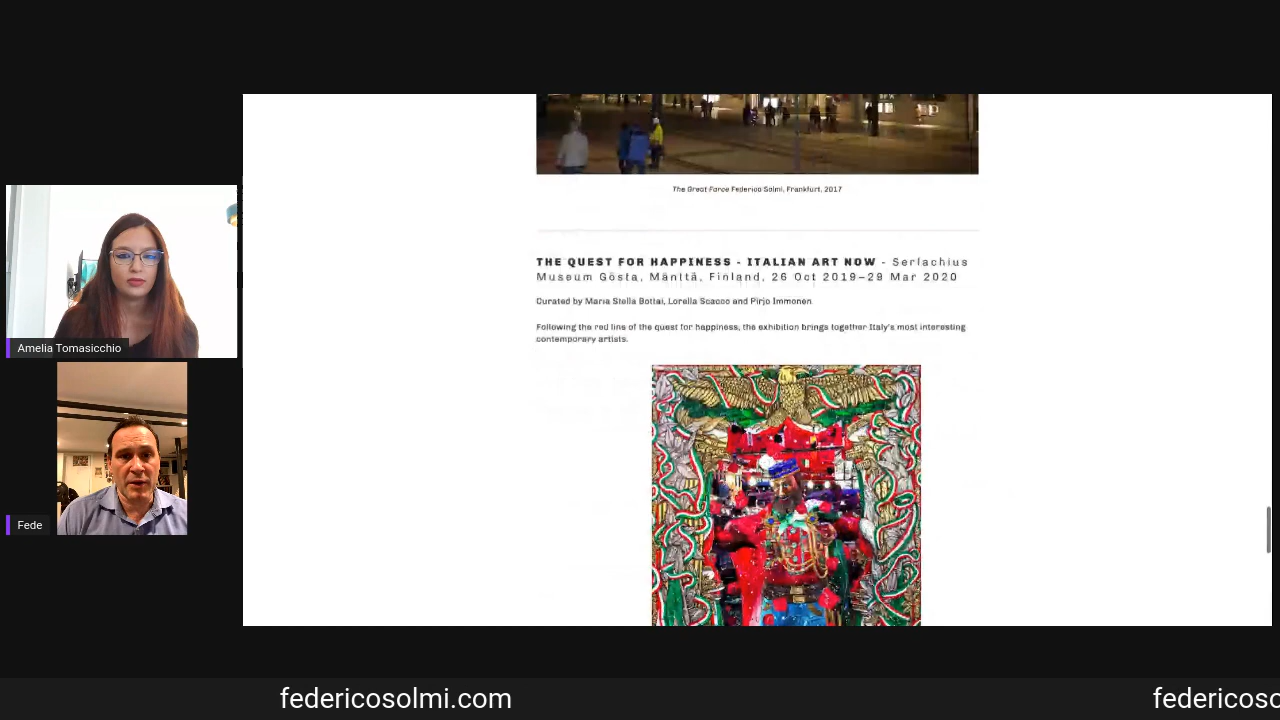 The Great Farce Federico Solmi, Frankfurt, 2017
THE QUEST FOR HAPPINESS - ITALIAN ART NOW - Serlachius
Museum Gösta, Mänttä, Finland, 26 Oct 2019–29 Mar 2020
Curated by Maria Stella Bottai, Lorella Scacco and Pirjo Immonen
Following the red line of the quest for happiness, the exhibition brings together Italy's most interesting
contemporary artists.
Amelia Tomasicchio
Fede
federicosolmi.com
federicoso